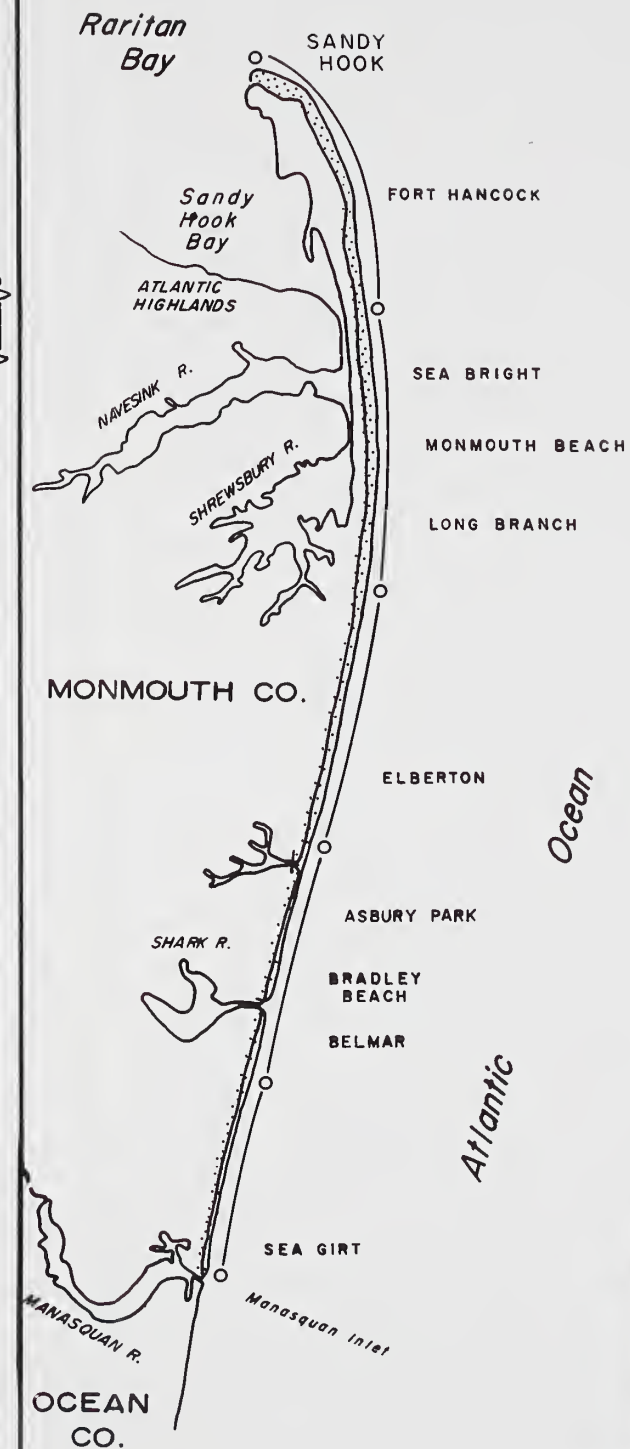 Raritan
Bay
SANDY
HOOK
FORT HANCOCK
Sandy
Hook
Bay
ATLANTIC
HIGHLANDS
NAVESINK R.
SEA BRIGHT
MONMOUTH BEACH
SHREWSBURY R.
LONG BRANCH
MONMOUTH CO.
ELBERTON
Ocean
ASBURY PARK
SHARK R.
BRADLEY
BEACH
BELMAR
Atlantic
SEA GIRT
Manasquan Inlet
MANASQUAN R.
OCEAN
CO.